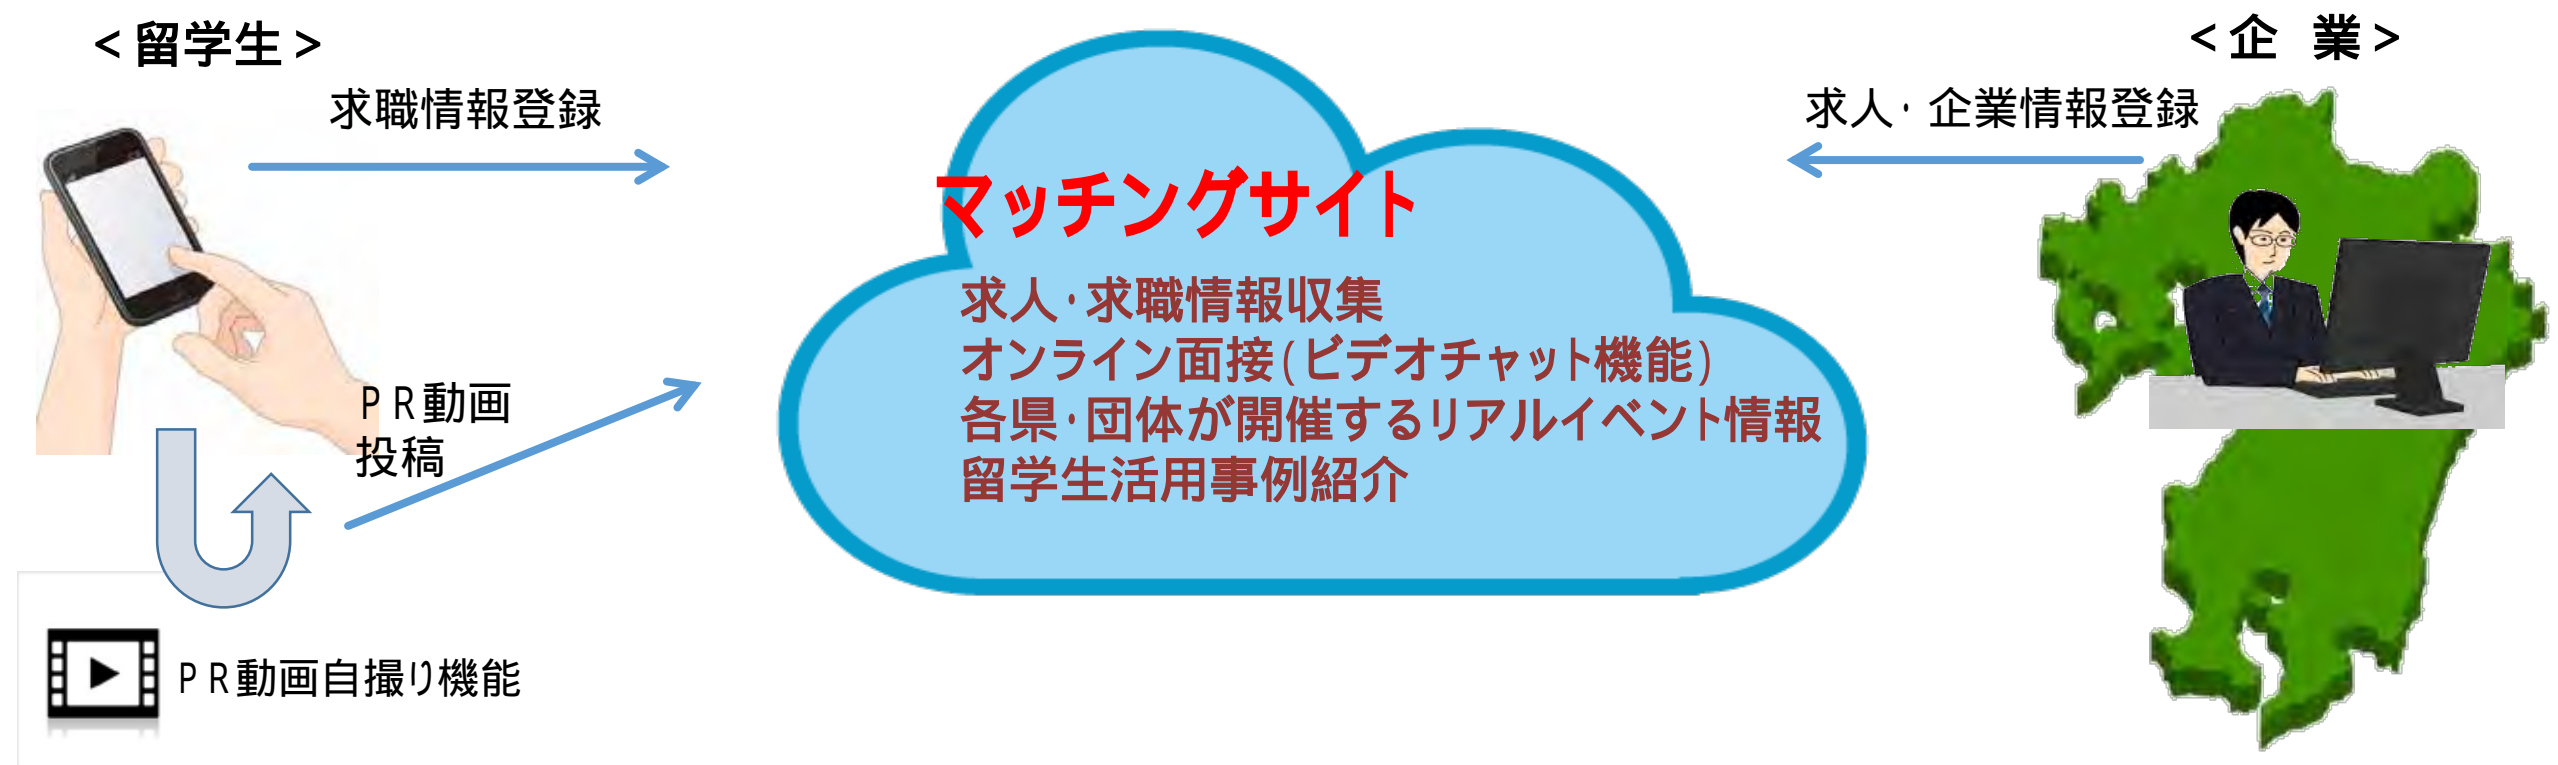 <留学生>
求職情報登録
PR動画
投稿
PR動画自撮り機能
マッチングサイト
求人・求職情報収集
オンライン面接(ビデオチャット機能)
各県・団体が開催するリアルイベント情報
留学生活用事例紹介
<企　業>
求人・企業情報登録